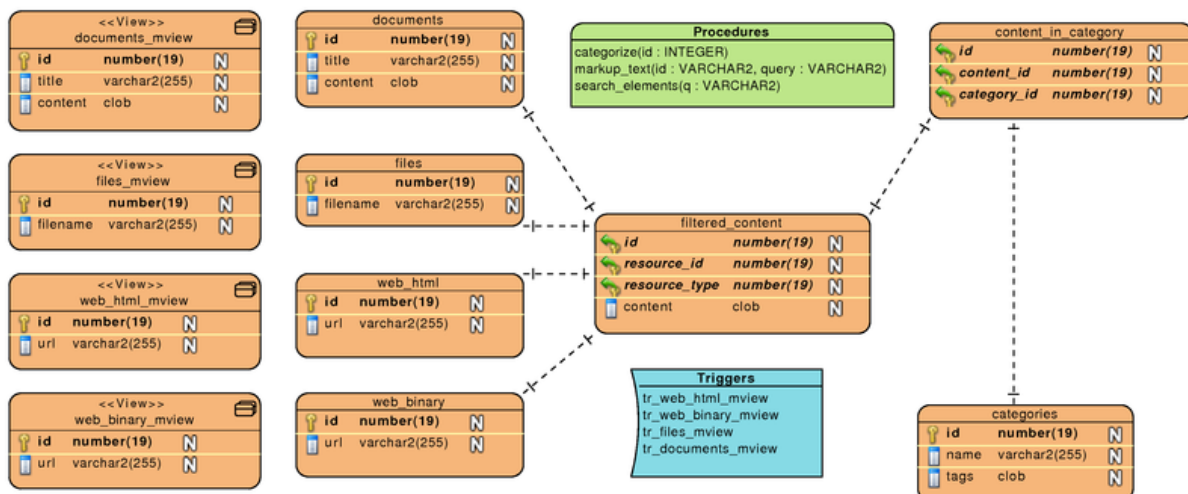 <<View>>
documents_mview
id number(19) N
title varchar2(255) N
content clob N
<<View>>
files_mview
id number(19) N
filename varchar2(255) N
<<View>>
web_html_mview
id number(19) N
url varchar2(255) N
<<View>>
web_binary_mview
id number(19) N
url varchar2(255) N
documents
id number(19) N
title varchar2(255) N
content clob N
files
id number(19) N
filename varchar2(255) N
web_html
id number(19) N
url varchar2(255) N
web_binary
id number(19) N
url varchar2(255) N
Procedures
categorize(id : INTEGER)
markup_text(id : VARCHAR2, query : VARCHAR2)
search_elements(q : VARCHAR2)
filtered_content
id number(19) N
resource_id number(19) N
resource_type number(19) N
content clob N
Triggers
tr_web_html_mview
tr_web_binary_mview
tr_files_mview
tr_documents_mview
content_in_category
id number(19) N
content_id number(19) N
category_id number(19) N
categories
id number(19) N
name varchar2(255) N
tags clob N